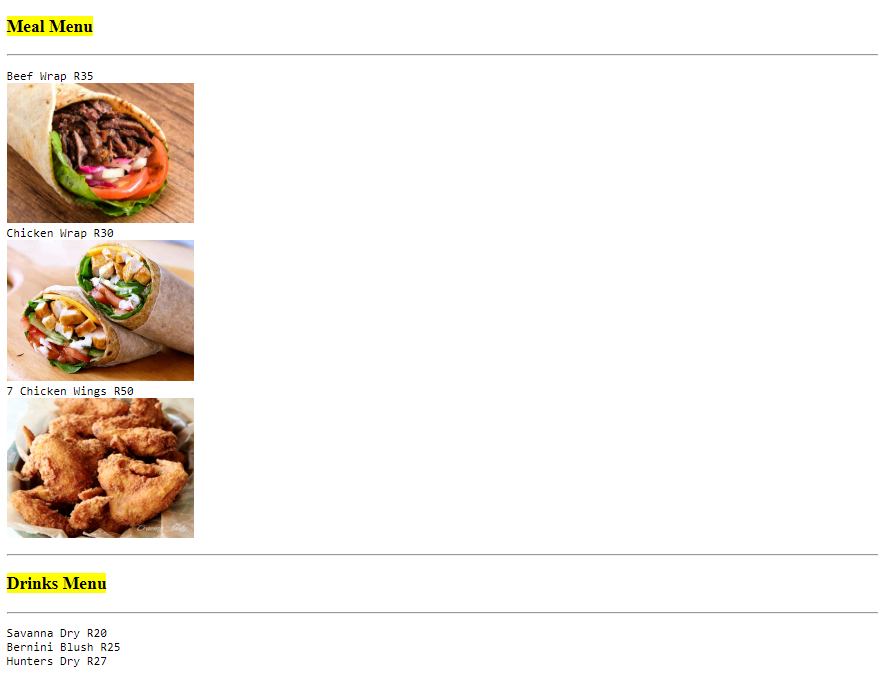 Meal Menu
Beef Wrap R35
Chicken Wrap R30
7 Chicken Wings R50
Drinks Menu
Savanna Dry R20
Bernini Blush R25
Hunters Dry R27